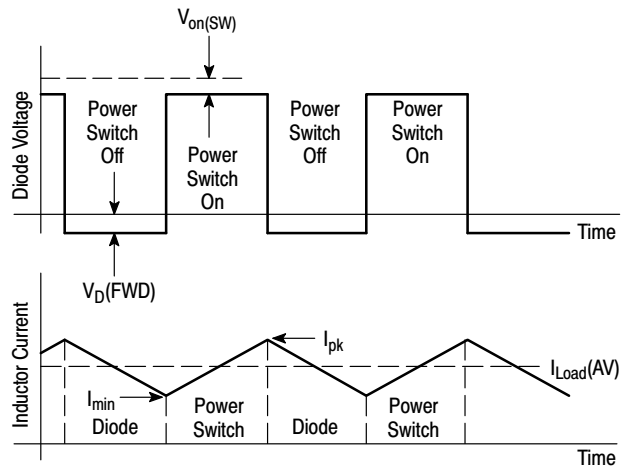 Von(SW)
Diode Voltage
Power
Switch
Off
Power
Switch
On
Power
Switch
Off
Power
Switch
On
Time
VD(FWD)
Inductor Current
Ipk
ILoad(AV)
Imin
Diode
Power
Switch
Diode
Power
Switch
Time